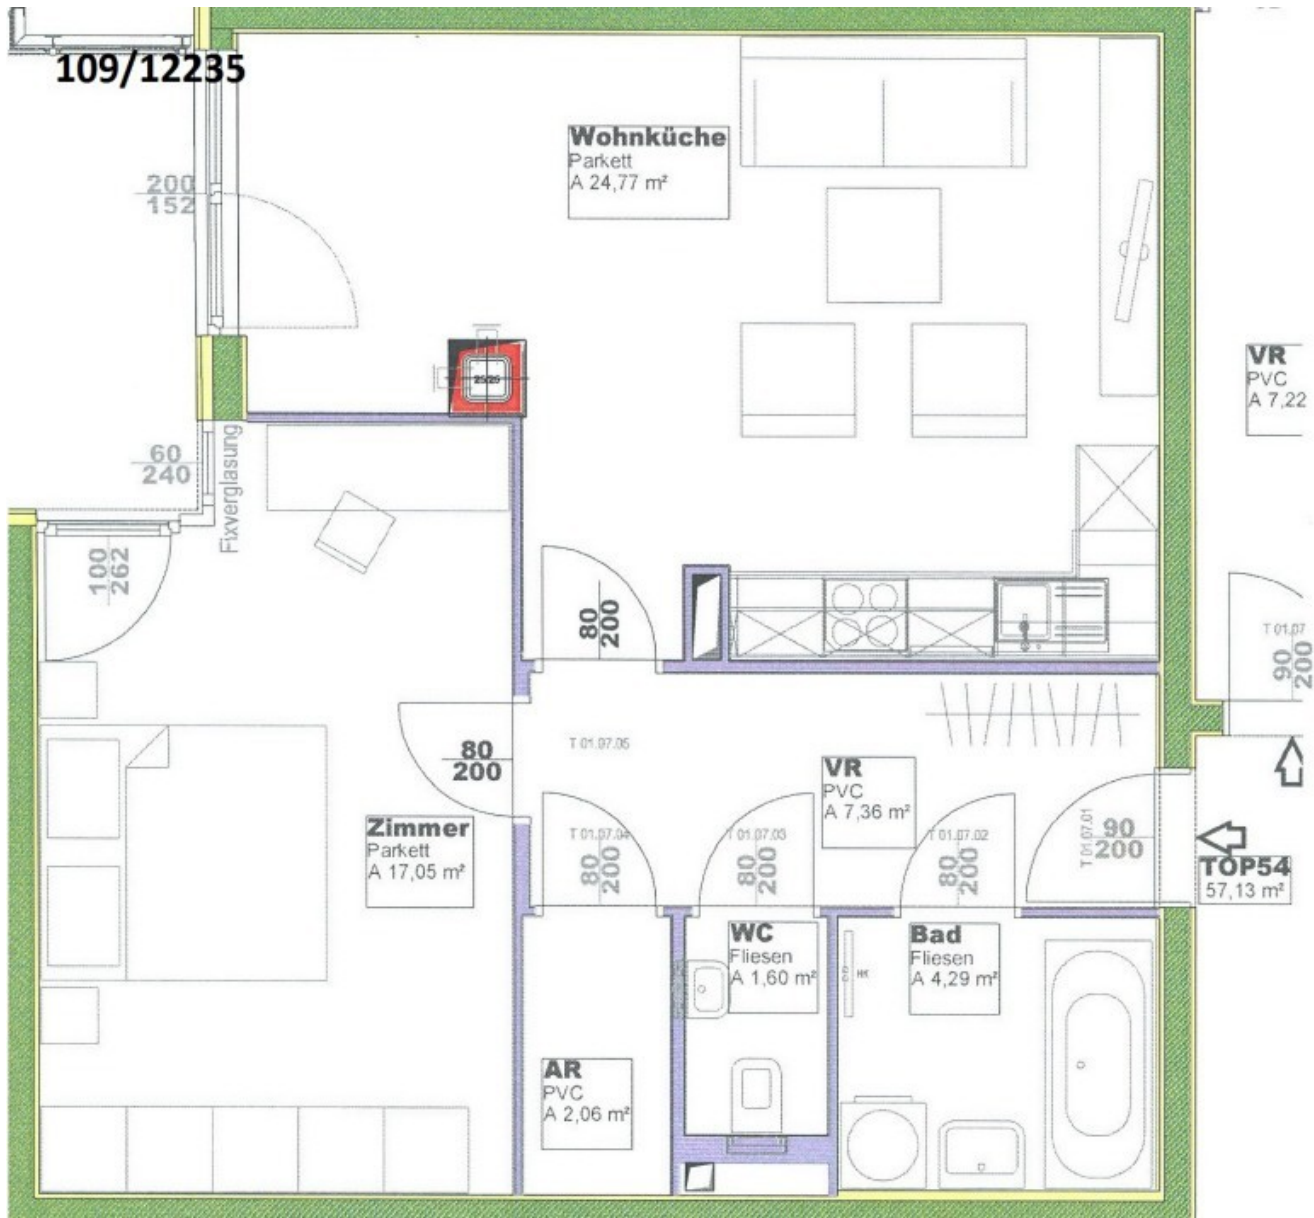 109/12235
Wohnküche
Parkett
A 24,77 m²
200
152
25/25
VR
PVC
A 7,22
60
240
Fixverglasung
100
262
80
200
T 01.07
90
200
80
200
T 01.07.05
VR
PVC
A 7,36 m²
Zimmer
Parkett
A 17,05 m²
T 01.07.04
80
200
T 01.07.03
80
200
T 01.07.02
80
200
T 01.07.01
90
200
TOP54
57,13 m²
WC
Fliesen
A 1,60 m²
Bad
Fliesen
A 4,29 m²
HK
AR
PVC
A 2,06 m²